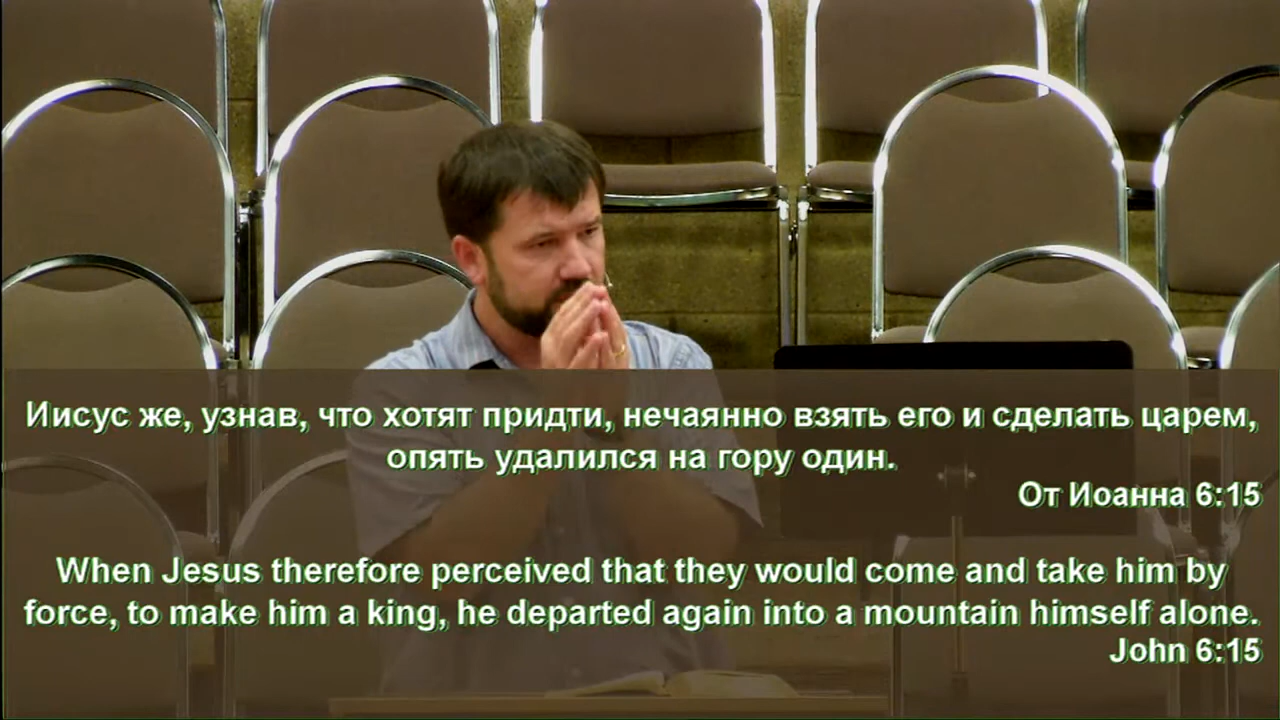 Иисус же, узнав, что хотят придти, нечаянно взять его и сделать царем,
опять удалился на гору один.
От Иоанна 6:15
When Jesus therefore perceived that they would come and take him by
force, to make him a king, he departed again into a mountain himself alone.
John 6:15